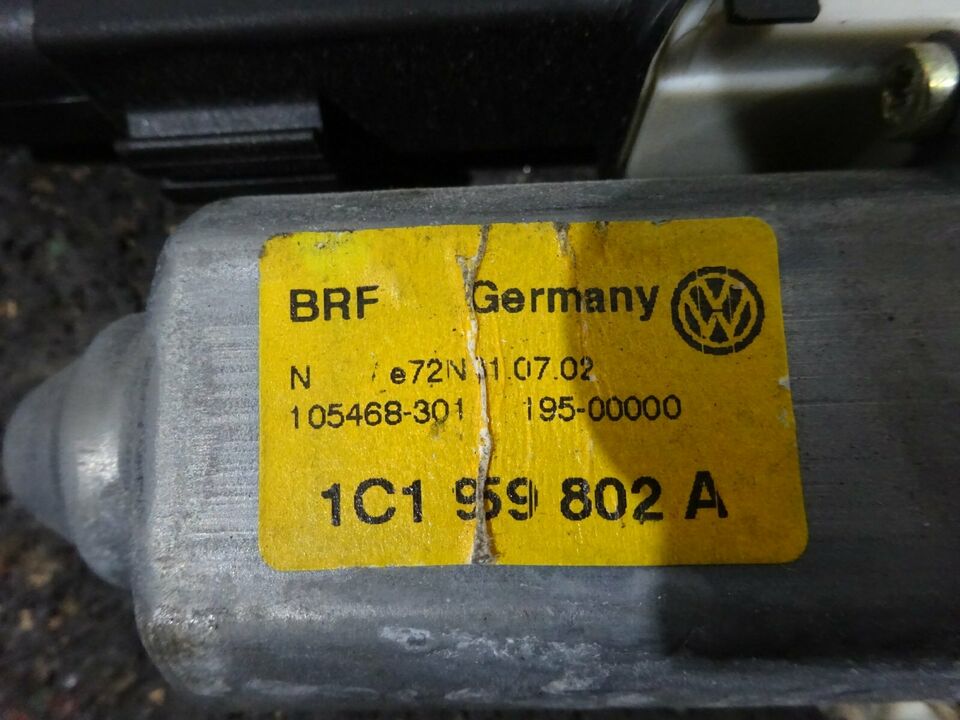 BRF Germany
N e72N 1.07.02
105468-301 195-00000
1C1 959 802 A